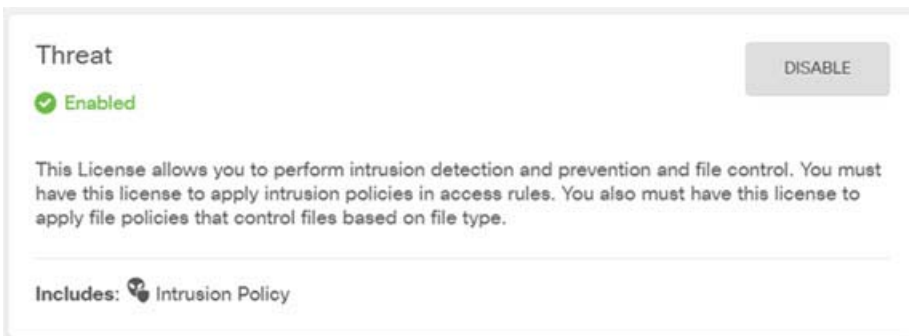 Threat
DISABLE
Enabled
This License allows you to perform intrusion detection and prevention and file control. You must
have this license to apply intrusion policies in access rules. You also must have this license to
apply file policies that control files based on file type.
Includes: Intrusion Policy